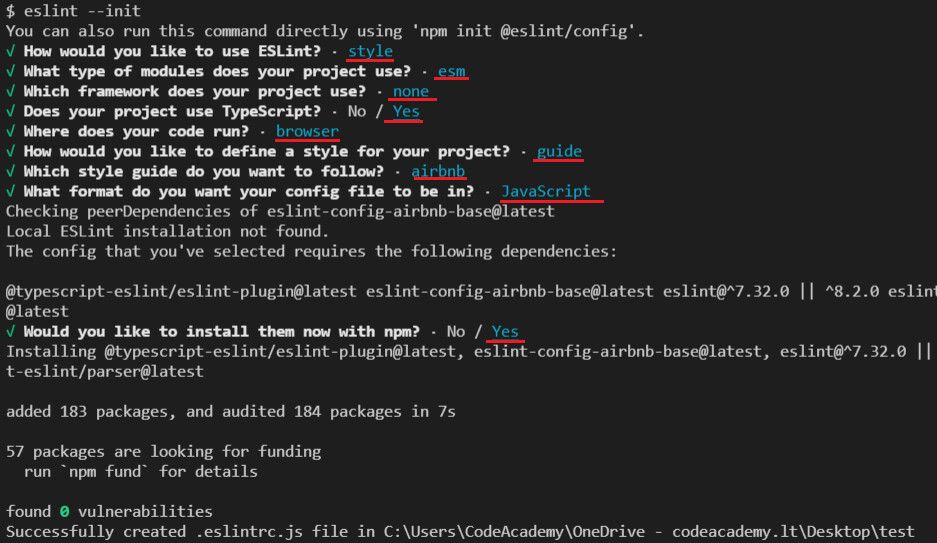 $ eslint --init
You can also run this command directly using 'npm init @eslint/config'.
√ How would you like to use ESLint? · style
√ What type of modules does your project use? · esm
√ Which framework does your project use? · none
√ Does your project use TypeScript? · No / Yes
√ Where does your code run? · browser
√ How would you like to define a style for your project? · guide
√ Which style guide do you want to follow? · airbnb
√ What format do you want your config file to be in? · JavaScript
Checking peerDependencies of eslint-config-airbnb-base@latest
Local ESLint installation not found.
The config that you've selected requires the following dependencies:
@typescript-eslint/eslint-plugin@latest eslint-config-airbnb-base@latest eslint@^7.32.0 || ^8.2.0 eslint
@latest
√ Would you like to install them now with npm? · No / Yes
Installing @typescript-eslint/eslint-plugin@latest, eslint-config-airbnb-base@latest, eslint@^7.32.0 ||
t-eslint/parser@latest
added 183 packages, and audited 184 packages in 7s
57 packages are looking for funding
run `npm fund` for details
found 0 vulnerabilities
Successfully created .eslintrc.js file in C:\Users\CodeAcademy\OneDrive - codeacademy.lt\Desktop\test